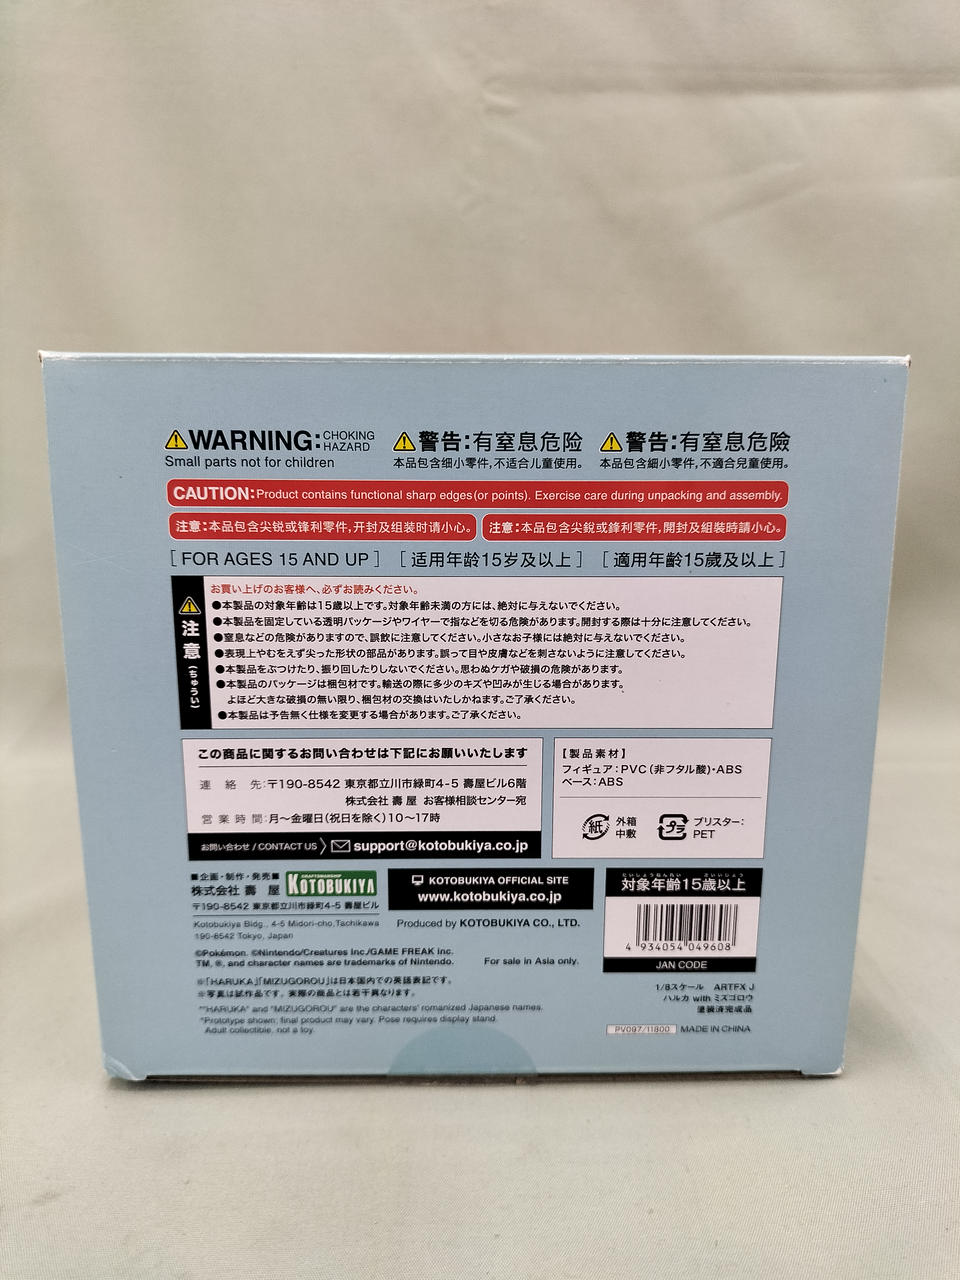 ⚠WARNING: CHOKING HAZARD
Small parts not for children
⚠警告:有窒息危险
本品包含细小零件,不适合儿童使用。
⚠警告:有窒息危險
本品包含細小零件,不適合兒童使用。
CAUTION:Product contains functional sharp edges(or points). Exercise care during unpacking and assembly.
注意:本品包含尖锐或锋利零件,开封及组装时请小心。
注意:本品包含尖銳或鋒利零件,開封及組裝時請小心。
[FOR AGES 15 AND UP]
[适用年龄15岁及以上]
[適用年齡15歲及以上]
⚠注意(ちゅうい)
お買い上げのお客様へ、必ずお読みください。
●本製品の対象年齢は15歳以上です。対象年齢未満の方には、絶対に与えないでください。
●本製品を固定している透明パッケージやワイヤーで指などを切る危険があります。開封する際は十分に注意してください。
●窒息などの危険がありますので、誤飲に注意してください。小さなお子様には絶対に与えないでください。
●表現上やむをえず尖った形状の部品があります。誤って目や皮膚などを刺さないように注意してください。
●本製品をぶつけたり、振り回したりしないでください。思わぬケガや破損の危険があります。
●本製品のパッケージは梱包材です。輸送の際に多少のキズや凹みが生じる場合があります。
よほど大きな破損の無い限り、梱包材の交換はいたしかねます。ご了承ください。
●本製品は予告無く仕様を変更する場合があります。ご了承ください。
この商品に関するお問い合わせは下記にお願いいたします
連絡先:〒190-8542 東京都立川市緑町4-5 壽屋ビル6階
株式会社 壽屋 お客様相談センター宛
営業時間:月〜金曜日(祝日を除く)10〜17時
お問い合わせ / CONTACT US support@kotobukiya.co.jp
【製品素材】
フィギュア:PVC(非フタル酸)・ABS
ベース:ABS
紙 外箱
中敷
プラ ブリスター:
PET
■企画・制作・発売■
株式会社 壽屋
CRAFTSMANSHIP
KOTOBUKIYA
〒190-8542 東京都立川市緑町4-5 壽屋ビル
Kotobukiya Bldg., 4-5 Midori-cho,Tachikawa
190-8542 Tokyo, Japan
KOTOBUKIYA OFFICIAL SITE
www.kotobukiya.co.jp
Produced by KOTOBUKIYA CO., LTD.
たいしょうねんれい さいいじょう
対象年齢15歳以上
4 934054 049608
JAN CODE
©Pokémon. ©Nintendo/Creatures Inc./GAME FREAK inc.
TM, ®, and character names are trademarks of Nintendo.
For sale in Asia only.
※「HARUKA」「MIZUGOROU」は日本国内での英語表記です。
※写真は試作品です。実際の商品とは若干異なります。
*"HARUKA" and "MIZUGOROU" are the characters' romanized Japanese names.
*Prototype shown; final product may vary. Pose requires display stand.
Adult collectible, not a toy.
1/8スケール ARTFX J
ハルカ with ミズゴロウ
塗装済完成品
PV097/11800 MADE IN CHINA